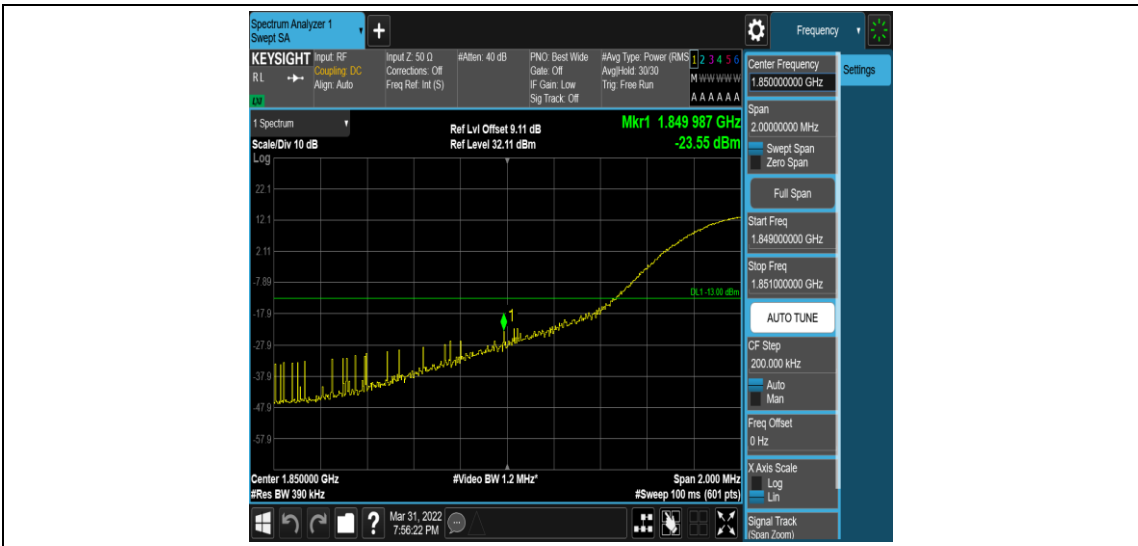 Spectrum Analyzer 1
Swept SA
+
Frequency
KEYSIGHT
RL
LXI
Input: RF
Coupling: DC
Align: Auto
Input Z: 50 Ω
Corrections: Off
Freq Ref: Int (S)
#Atten: 40 dB
PNO: Best Wide
Gate: Off
IF Gain: Low
Sig Track: Off
#Avg Type: Power (RMS
Avg|Hold: 30/30
Trig: Free Run
1 2 3 4 5 6
M W W W W W
A A A A A A
1 Spectrum
Scale/Div 10 dB
Ref Lvl Offset 9.11 dB
Ref Level 32.11 dBm
Mkr1 1.849 987 GHz
-23.55 dBm
Log
22.1
12.1
2.11
-7.89
DL1 -13.00 dBm
-17.9
1
-27.9
-37.9
-47.9
-57.9
Center 1.850000 GHz
#Video BW 1.2 MHz*
Span 2.000 MHz
#Res BW 390 kHz
#Sweep 100 ms (601 pts)
Center Frequency
1.850000000 GHz
Settings
Span
2.00000000 MHz
Swept Span
Zero Span
Full Span
Start Freq
1.849000000 GHz
Stop Freq
1.851000000 GHz
AUTO TUNE
CF Step
200.000 kHz
Auto
Man
Freq Offset
0 Hz
X Axis Scale
Log
Lin
Signal Track
(Span Zoom)
?
Mar 31, 2022
7:56:22 PM